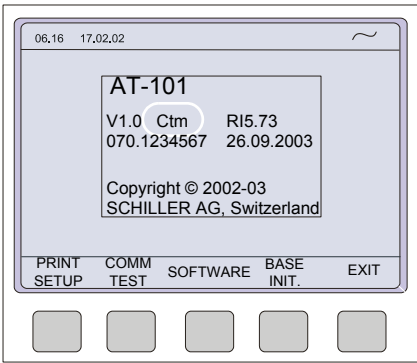 06.16 17.02.02
AT-101
V1.0 Ctm RI5.73
070.1234567 26.09.2003
Copyright © 2002-03
SCHILLER AG, Switzerland
PRINT SETUP COMM TEST SOFTWARE BASE INIT. EXIT